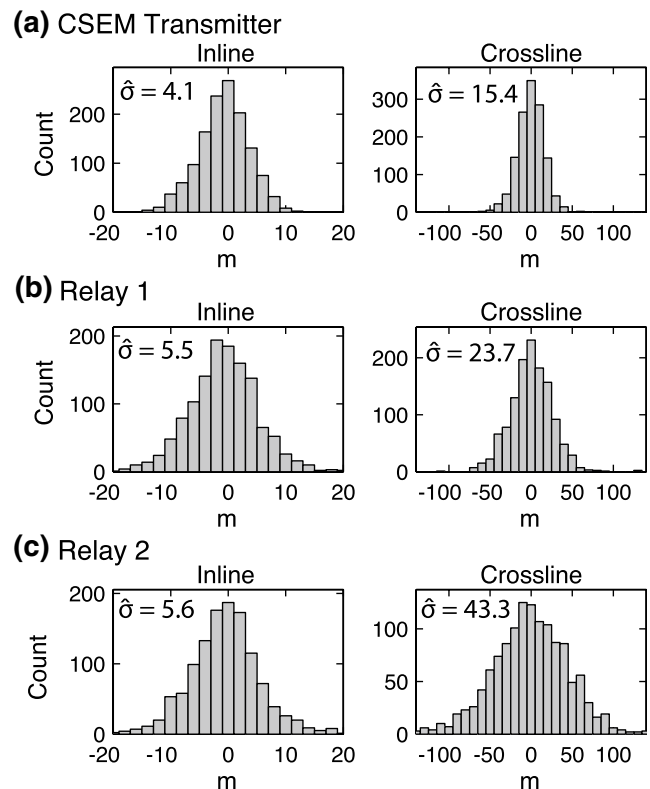 (a) CSEM Transmitter
Inline
Crossline
σ̂ = 4.1
σ̂ = 15.4
Count
200
100
0
300
200
100
0
-20 -10 0 10 20
-100 -50 0 50 100
m
m
(b) Relay 1
Inline
Crossline
σ̂ = 5.5
σ̂ = 23.7
Count
200
100
0
200
100
0
-20 -10 0 10 20
-100 -50 0 50 100
m
m
(c) Relay 2
Inline
Crossline
σ̂ = 5.6
σ̂ = 43.3
Count
200
100
0
100
50
0
-20 -10 0 10 20
-100 -50 0 50 100
m
m